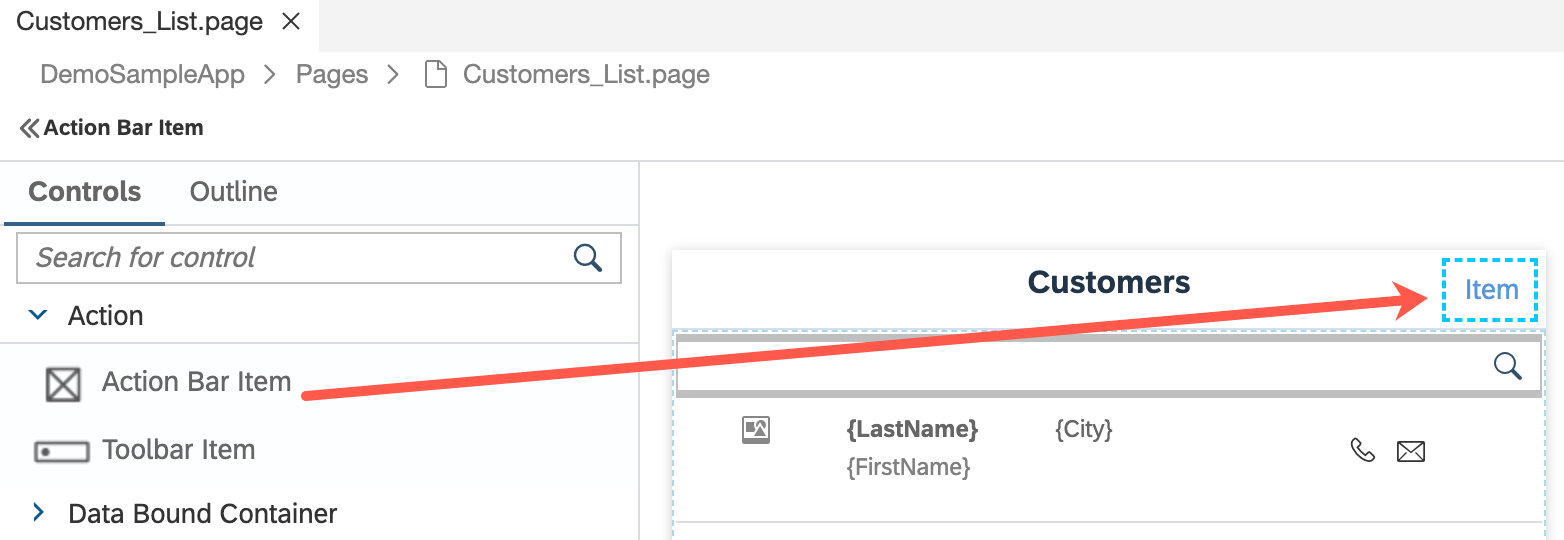 Customers_List.page
DemoSampleApp > Pages > Customers_List.page
Action Bar Item
Controls Outline
Search for control
Action
Action Bar Item
Toolbar Item
Data Bound Container
Customers
Item
{LastName} {City}
{FirstName}